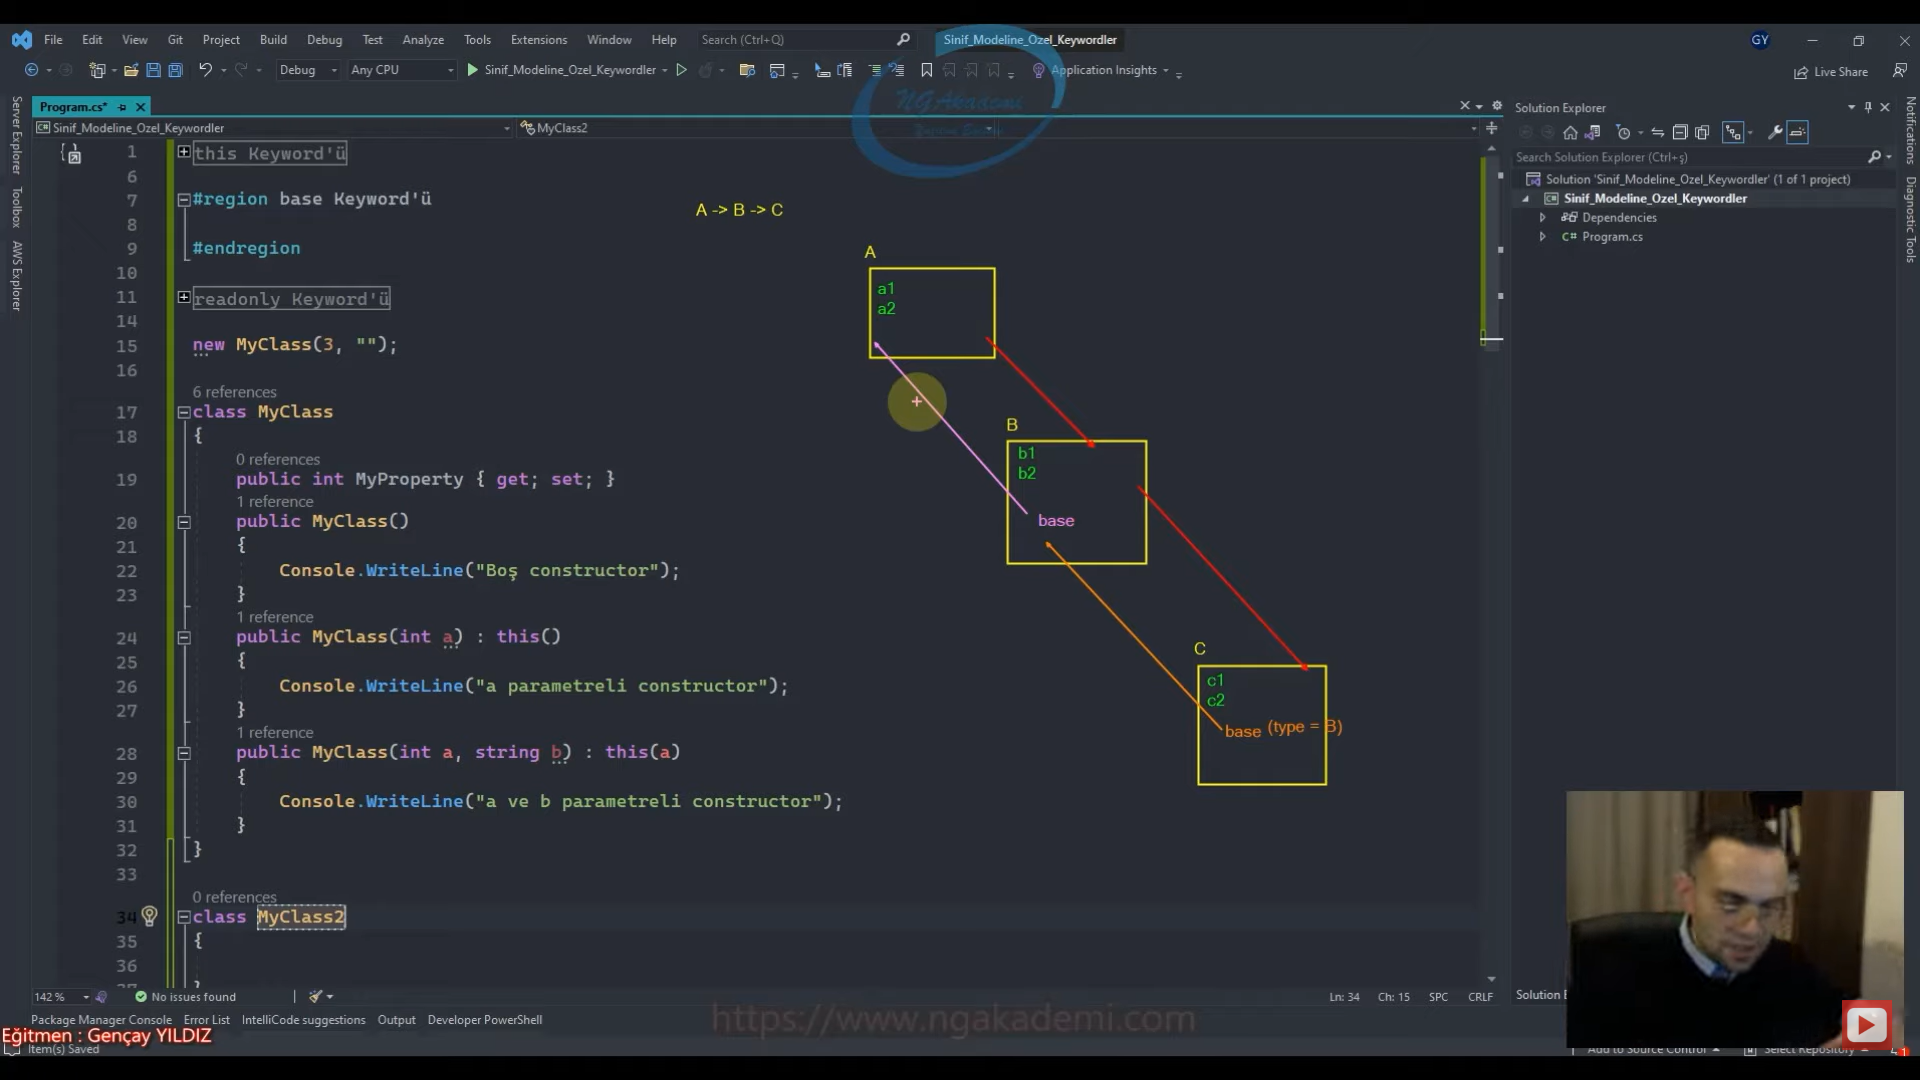 File Edit View Git Project Build Debug Test Analyze Tools Extensions Window Help Search (Ctrl+Q) Sinif_Modeline_Ozel_Keywordler GY
Debug Any CPU Sinif_Modeline_Ozel_Keywordler Application Insights Live Share
NGAkademi
Program.cs*
Sinif_Modeline_Ozel_Keywordler MyClass2
Server Explorer
Toolbox
AWS Explorer
1 this Keyword'ü
6
7 #region base Keyword'ü
8
9 #endregion
10
11 readonly Keyword'ü
14
15 new MyClass(3, "");
16
6 references
17 class MyClass
18 {
0 references
19 public int MyProperty { get; set; }
1 reference
20 public MyClass()
21 {
22 Console.WriteLine("Boş constructor");
23 }
1 reference
24 public MyClass(int a) : this()
25 {
26 Console.WriteLine("a parametreli constructor");
27 }
1 reference
28 public MyClass(int a, string b) : this(a)
29 {
30 Console.WriteLine("a ve b parametreli constructor");
31 }
32 }
33
0 references
34 class MyClass2
35 {
36
A -> B -> C
A
a1
a2
B
b1
b2
base
C
c1
c2
base (type = B)
Solution Explorer
Search Solution Explorer (Ctrl+ş)
Solution 'Sinif_Modeline_Ozel_Keywordler' (1 of 1 project)
Sinif_Modeline_Ozel_Keywordler
Dependencies
C# Program.cs
Notifications
Diagnostic Tools
142 % No issues found Ln: 34 Ch: 15 SPC CRLF
Solution E
Package Manager Console Error List IntelliCode suggestions Output Developer PowerShell
https://www.ngakademi.com
Eğitmen : Gençay YILDIZ
Item(s) Saved Add to Source Control Select Repository